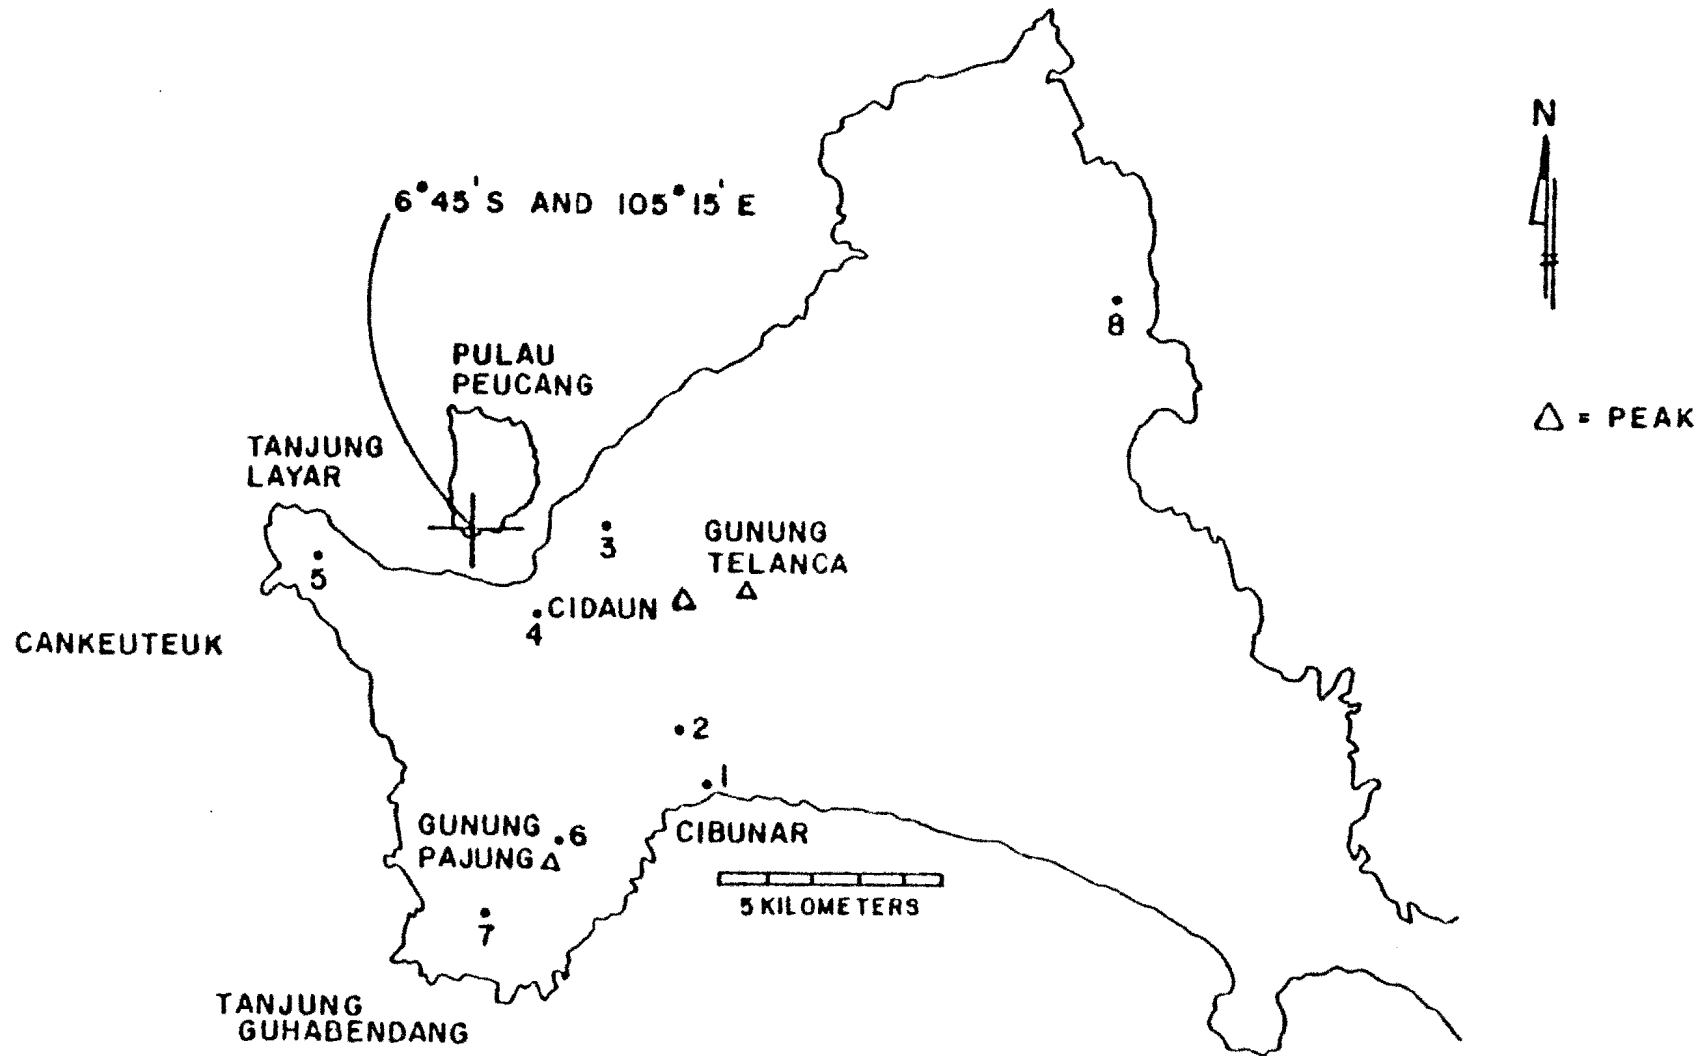 N
6°45'S AND 105°15'E
8
PULAU
PEUCANG
△ = PEAK
TANJUNG
LAYAR
3
GUNUNG
TELANCA
5
CIDAUN
4
CANKEUTEUK
2
1
GUNUNG
PAJUNG
6
CIBUNAR
5 KILOMETERS
7
TANJUNG
GUHABENDANG